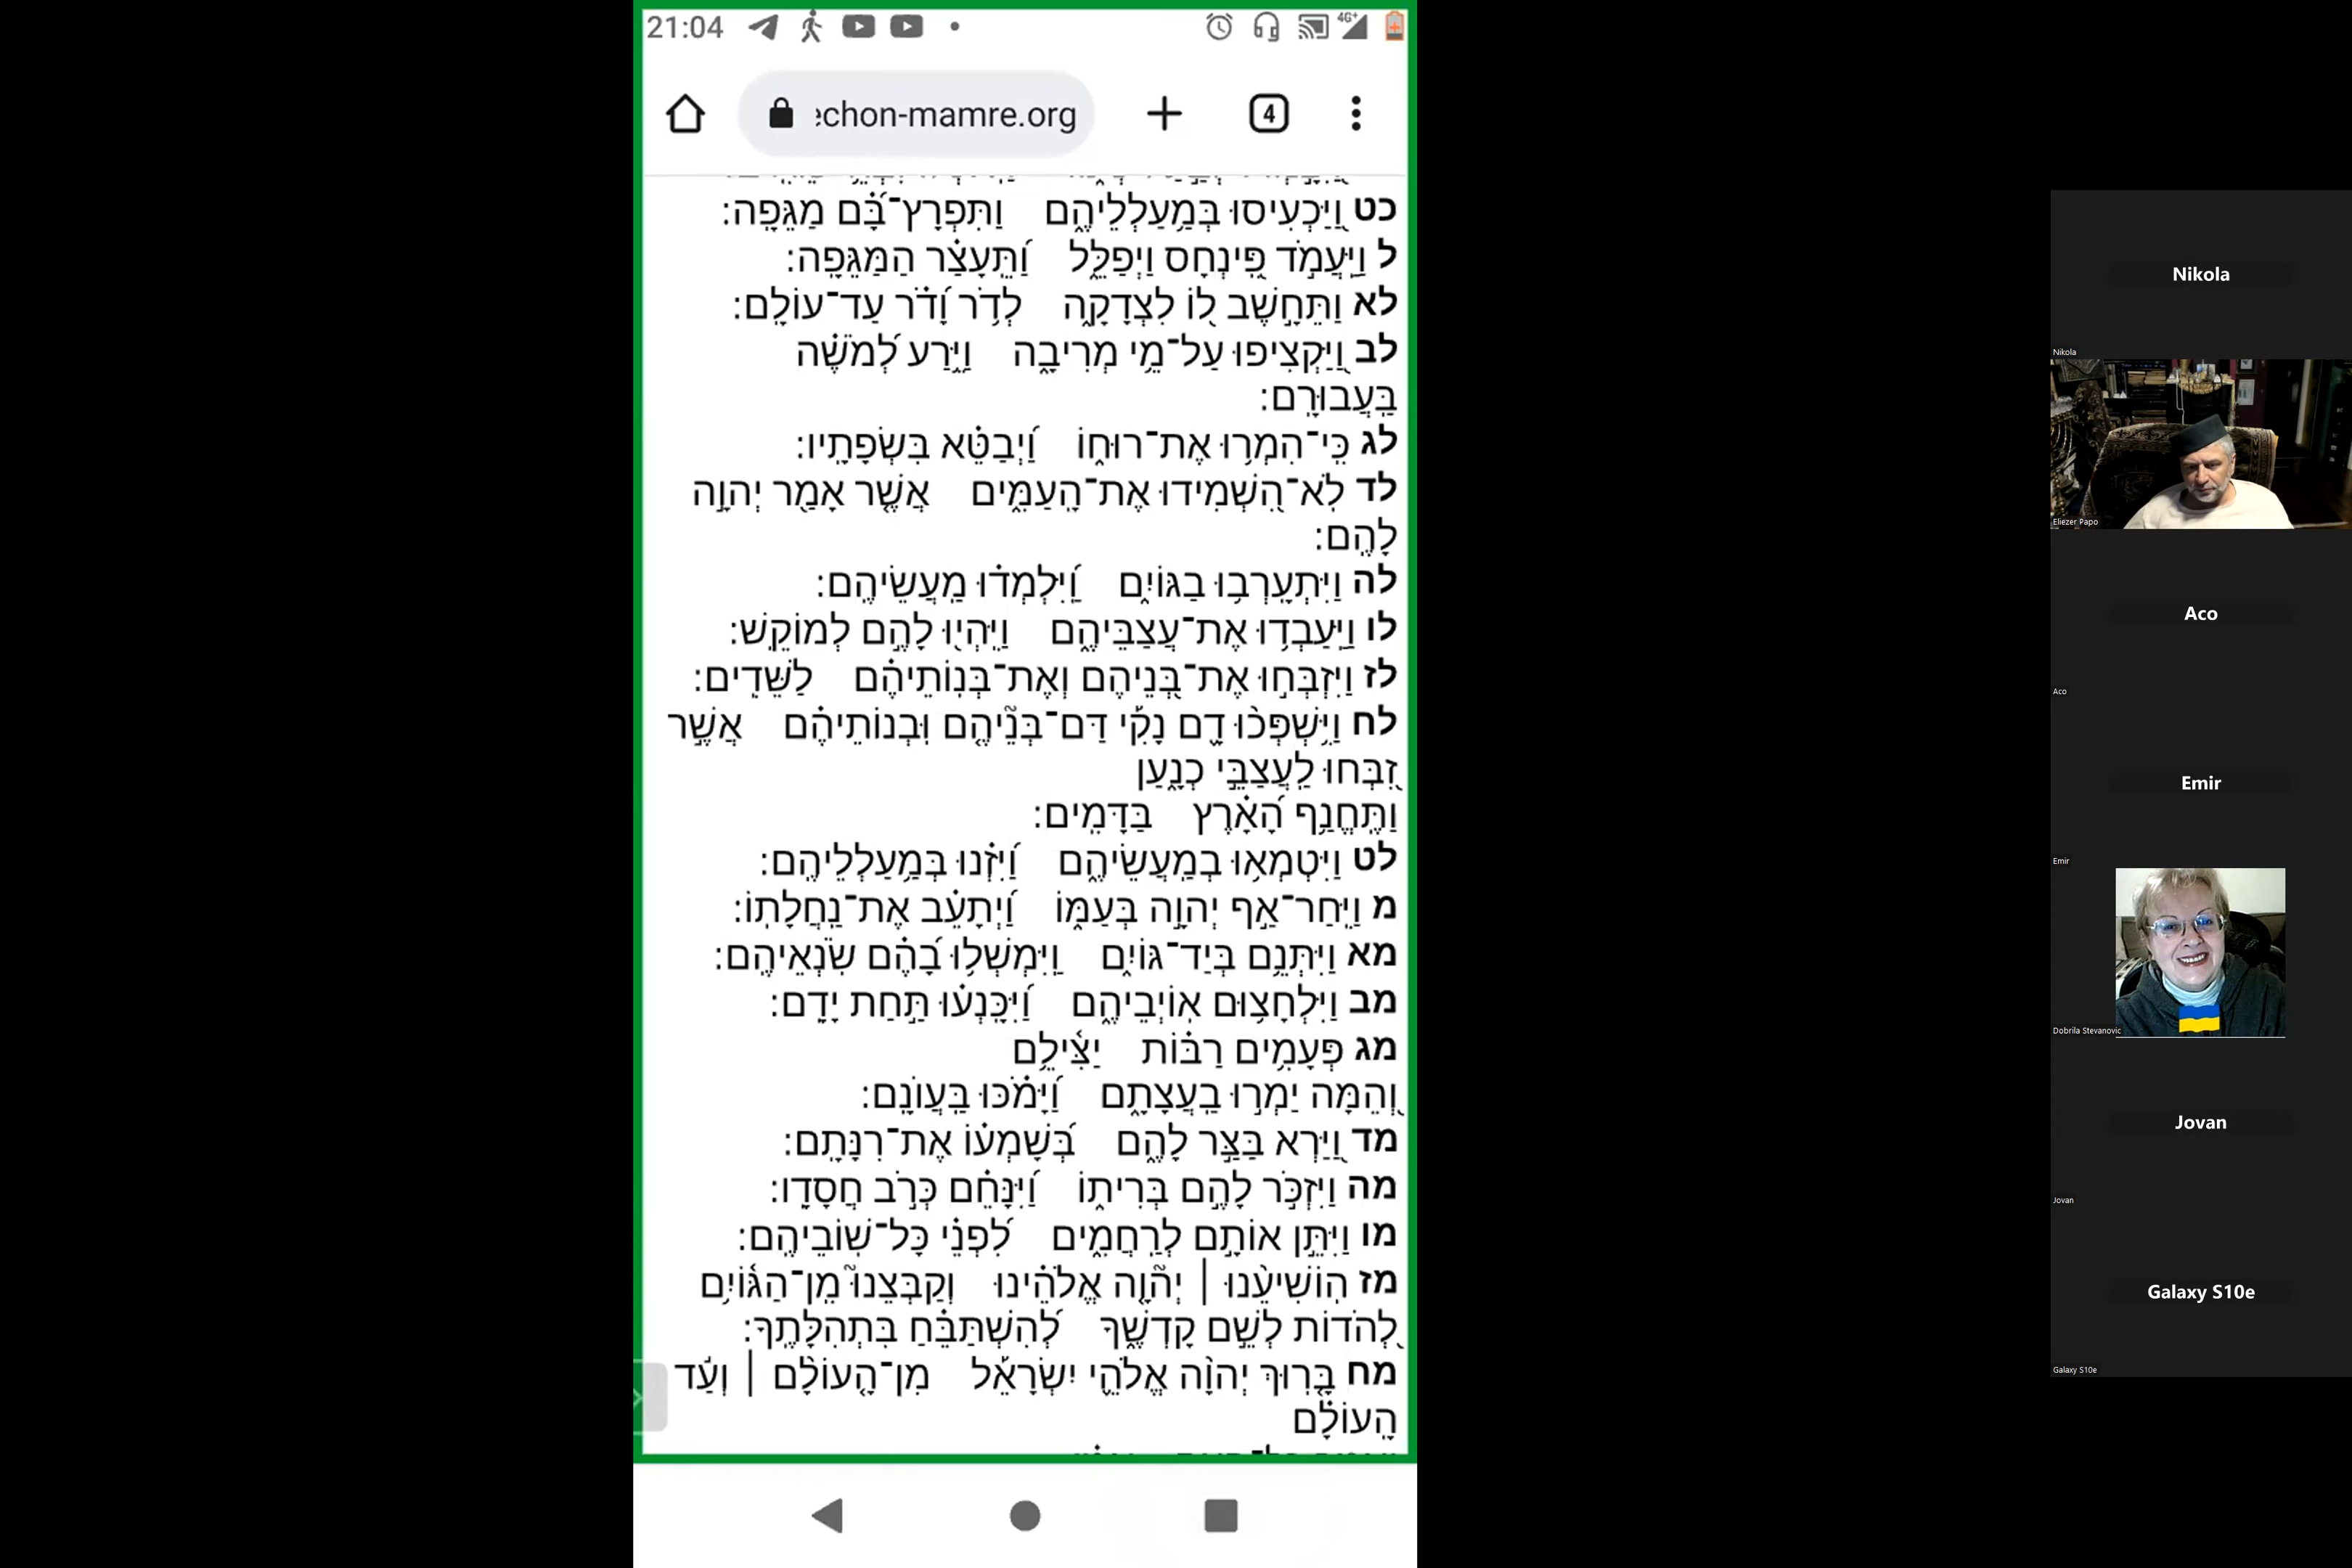 21:04
4G+
echon-mamre.org
4
כט וַיַּכְעִיסוּ בְּמַעַלְלֵיהֶם וַתִּפְרָץ־בָּם מַגֵּפָה:
ל וַיַּעֲמֹד פִּינְחָס וַיְפַלֵּל וַתֵּעָצַר הַמַּגֵּפָה:
לא וַתֵּחָשֶׁב לוֹ לִצְדָקָה לְדֹר וָדֹר עַד־עוֹלָם:
לב וַיַּקְצִיפוּ עַל־מֵי מְרִיבָה וַיֵּרַע לְמֹשֶׁה
בַּעֲבוּרָם:
לג כִּי־הִמְרוּ אֶת־רוּחוֹ וַיְבַטֵּא בִּשְׂפָתָיו:
לד לֹא־הִשְׁמִידוּ אֶת־הָעַמִּים אֲשֶׁר אָמַר יְהוָה
לָהֶם:
לה וַיִּתְעָרְבוּ בַגּוֹיִם וַיִּלְמְדוּ מַעֲשֵׂיהֶם:
לו וַיַּעַבְדוּ אֶת־עֲצַבֵּיהֶם וַיִּהְיוּ לָהֶם לְמוֹקֵשׁ:
לז וַיִּזְבְּחוּ אֶת־בְּנֵיהֶם וְאֶת־בְּנוֹתֵיהֶם לַשֵּׁדִים:
לח וַיִּשְׁפְּכוּ דָם נָקִי דַּם־בְּנֵיהֶם וּבְנוֹתֵיהֶם אֲשֶׁר
זִבְּחוּ לַעֲצַבֵּי כְנָעַן
וַתֶּחֱנַף הָאָרֶץ בַּדָּמִים:
לט וַיִּטְמְאוּ בְמַעֲשֵׂיהֶם וַיִּזְנוּ בְּמַעַלְלֵיהֶם:
מ וַיִּחַר־אַף יְהוָה בְּעַמּוֹ וַיְתָעֵב אֶת־נַחֲלָתוֹ:
מא וַיִּתְּנֵם בְּיַד־גּוֹיִם וַיִּמְשְׁלוּ בָהֶם שֹׂנְאֵיהֶם:
מב וַיִּלְחָצוּם אוֹיְבֵיהֶם וַיִּכָּנְעוּ תַּחַת יָדָם:
מג פְּעָמִים רַבּוֹת יַצִּילֵם
וְהֵמָּה יַמְרוּ בַעֲצָתָם וַיָּמֹכּוּ בַּעֲוֹנָם:
מד וַיַּרְא בַּצַּר לָהֶם בְּשָׁמְעוֹ אֶת־רִנָּתָם:
מה וַיִּזְכֹּר לָהֶם בְּרִיתוֹ וַיִּנָּחֵם כְּרֹב חֲסָדָו:
מו וַיִּתֵּן אוֹתָם לְרַחֲמִים לִפְנֵי כָּל־שׁוֹבֵיהֶם:
מז הוֹשִׁיעֵנוּ | יְהוָה אֱלֹהֵינוּ וְקַבְּצֵנוּ מִן־הַגּוֹיִם
לְהֹדוֹת לְשֵׁם קָדְשֶׁךָ לְהִשְׁתַּבֵּחַ בִּתְהִלָּתֶךָ:
מח בָּרוּךְ יְהוָה אֱלֹהֵי יִשְׂרָאֵל מִן־הָעוֹלָם | וְעַד
הָעוֹלָם
Nikola
Nikola
Eliezer Papo
Aco
Aco
Emir
Emir
Dobrila Stevanovic
Jovan
Jovan
Galaxy S10e
Galaxy S10e